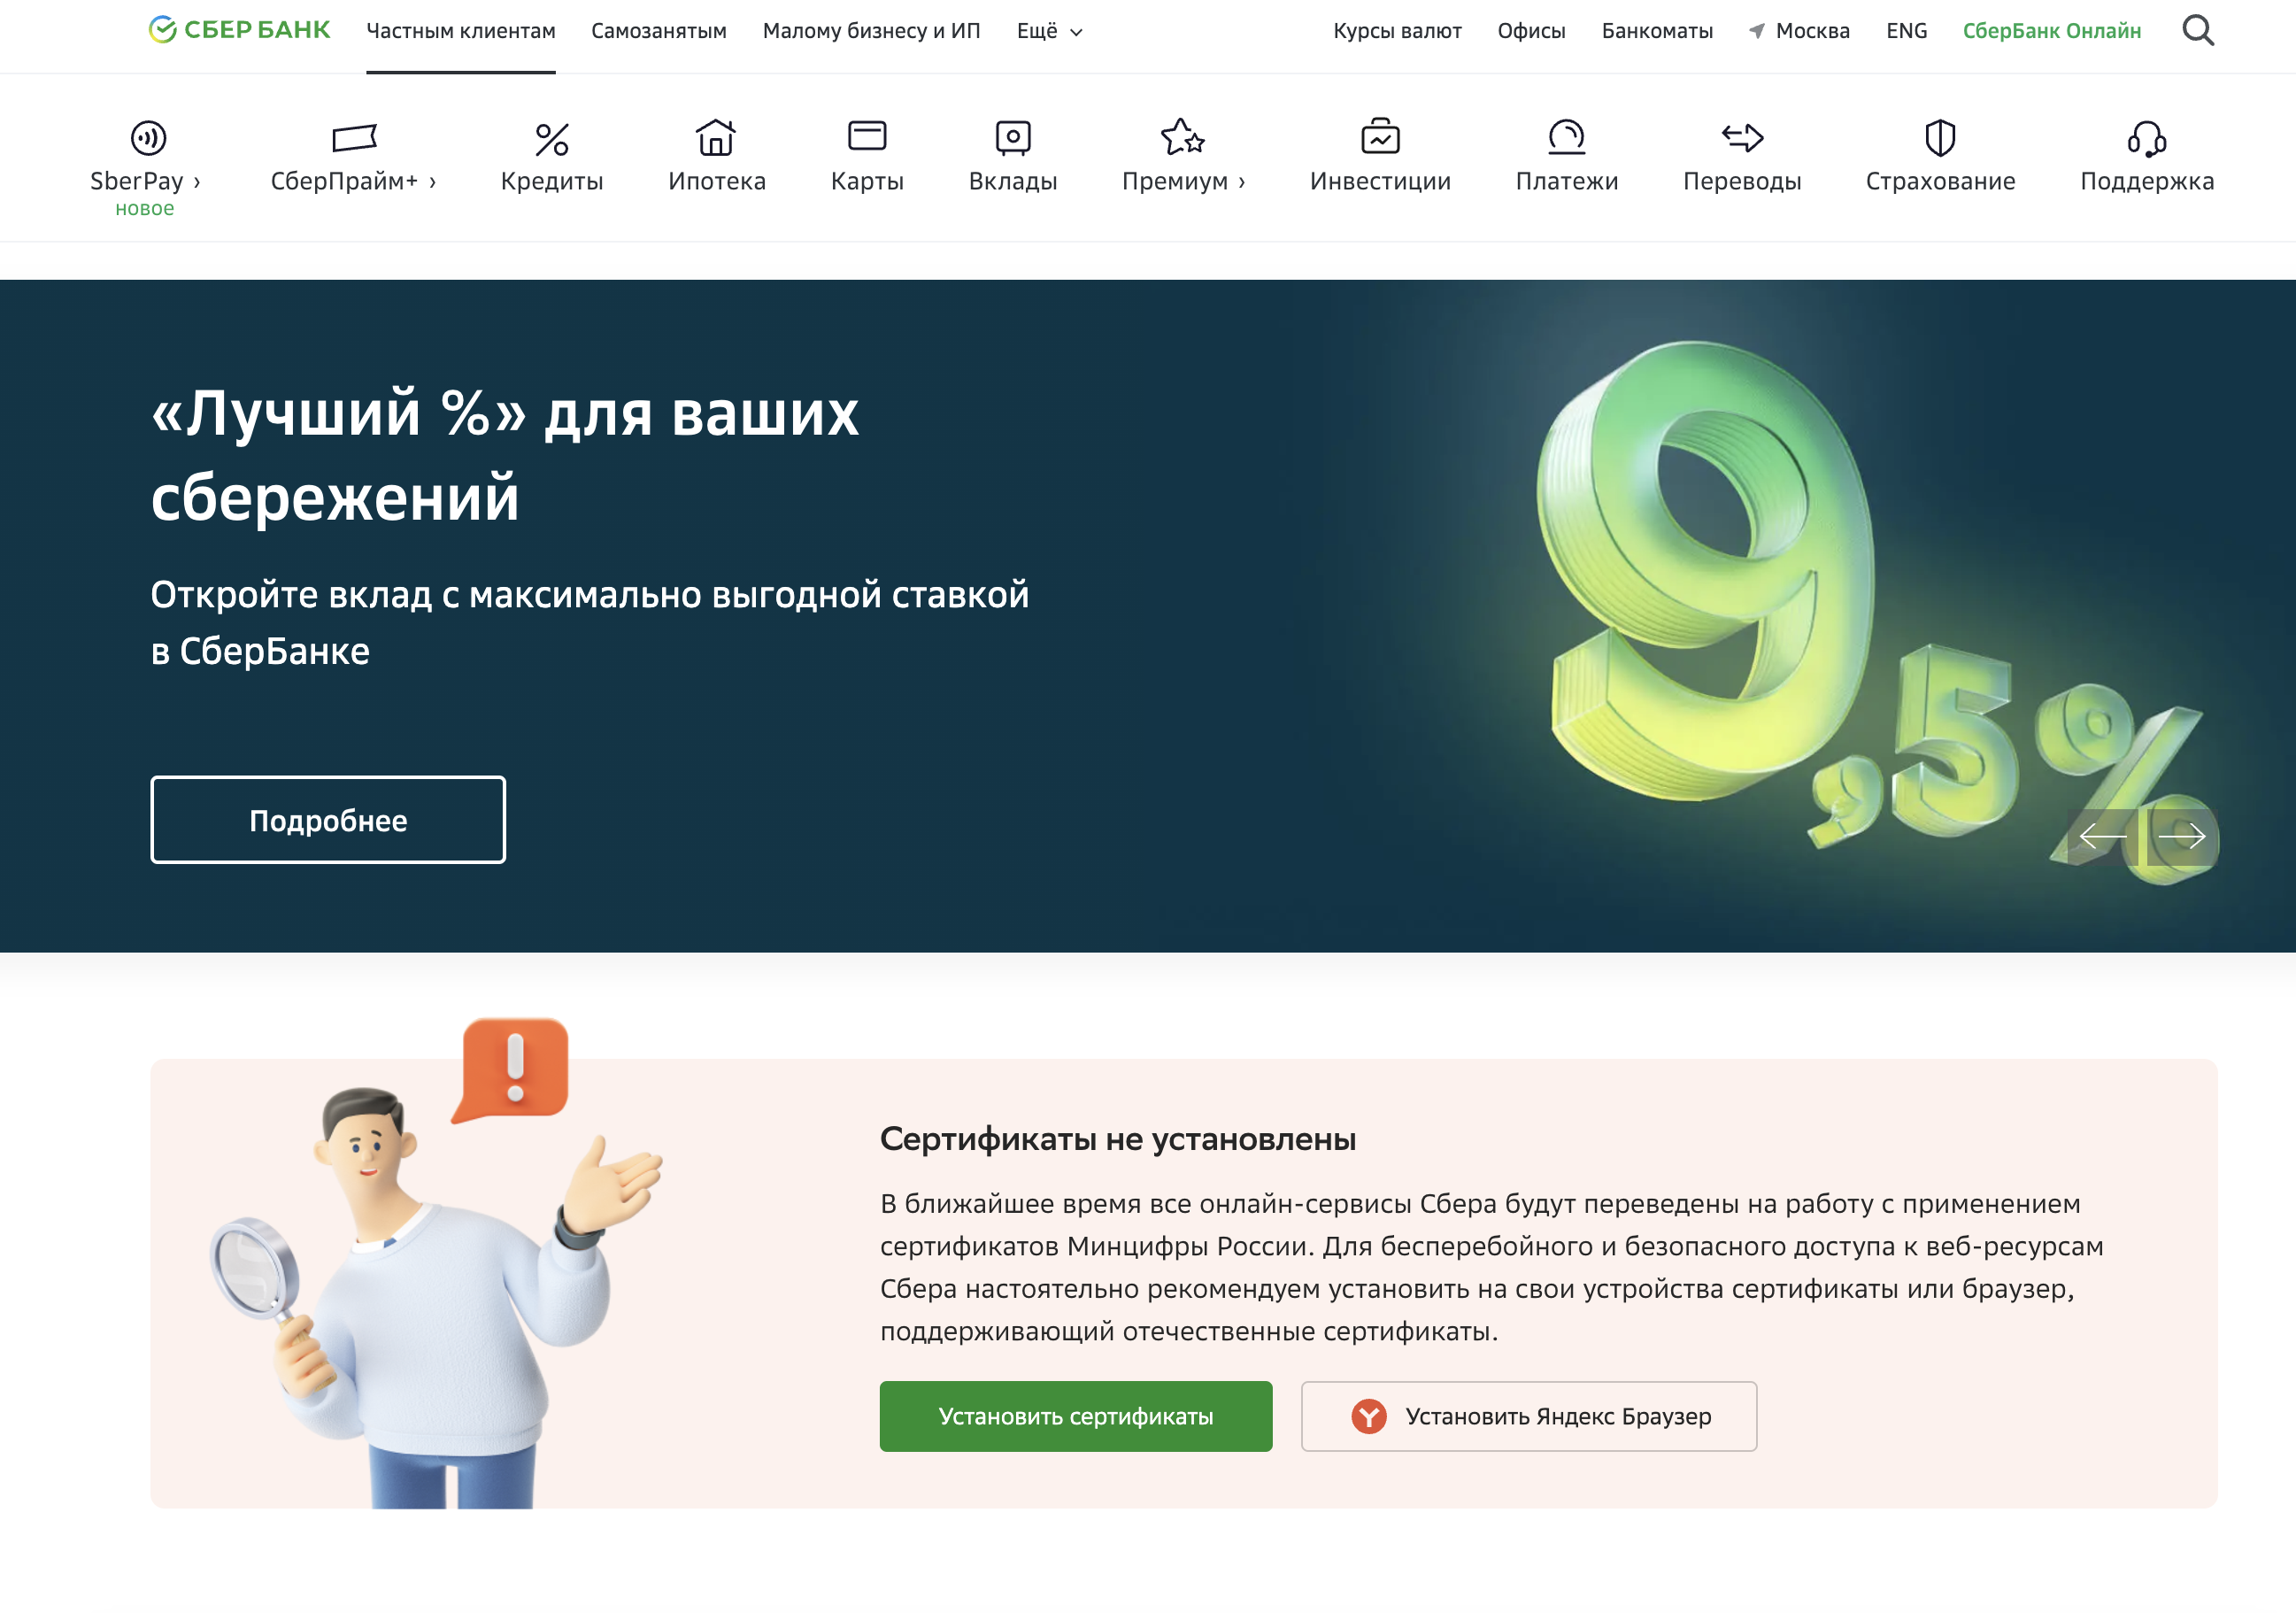 СБЕР БАНК
Частным клиентам
Самозанятым
Малому бизнесу и ИП
Ещё
Курсы валют
Офисы
Банкоматы
Москва
ENG
СберБанк Онлайн
SberPay ›
новое
СберПрайм+ ›
Кредиты
Ипотека
Карты
Вклады
Премиум ›
Инвестиции
Платежи
Переводы
Страхование
Поддержка
«Лучший %» для ваших
сбережений
Откройте вклад с максимально выгодной ставкой
в СберБанке
Подробнее
9,5%
Сертификаты не установлены
В ближайшее время все онлайн-сервисы Сбера будут переведены на работу с применением
сертификатов Минцифры России. Для бесперебойного и безопасного доступа к веб-ресурсам
Сбера настоятельно рекомендуем установить на свои устройства сертификаты или браузер,
поддерживающий отечественные сертификаты.
Установить сертификаты
Установить Яндекс Браузер